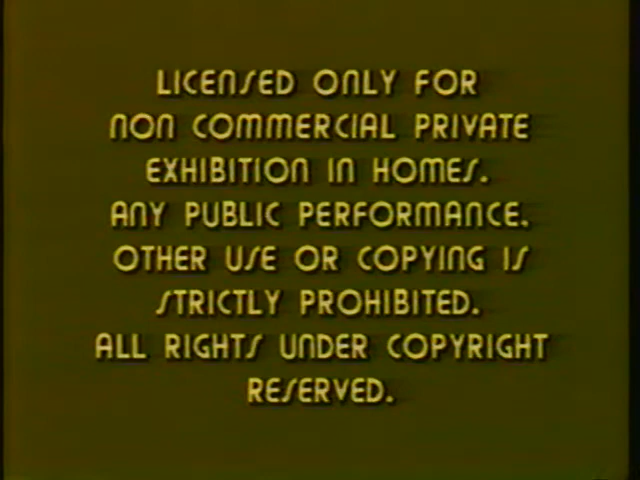 LICENSED ONLY FOR
NON COMMERCIAL PRIVATE
EXHIBITION IN HOMES.
ANY PUBLIC PERFORMANCE.
OTHER USE OR COPYING IS
STRICTLY PROHIBITED.
ALL RIGHTS UNDER COPYRIGHT
RESERVED.